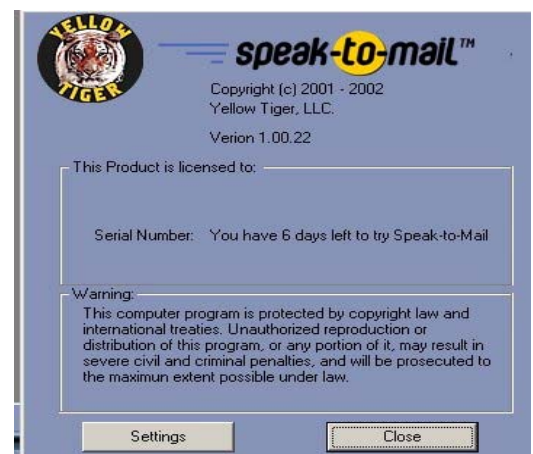 YELLOW
TIGER
speak-to-mail™
Copyright (c) 2001 - 2002
Yellow Tiger, LLC.
Verion 1.00.22
This Product is licensed to:
Serial Number: You have 6 days left to try Speak-to-Mail
Warning:
This computer program is protected by copyright law and
international treaties. Unauthorized reproduction or
distribution of this program, or any portion of it, may result in
severe civil and criminal penalties, and will be prosecuted to
the maximun extent possible under law.
Settings Close